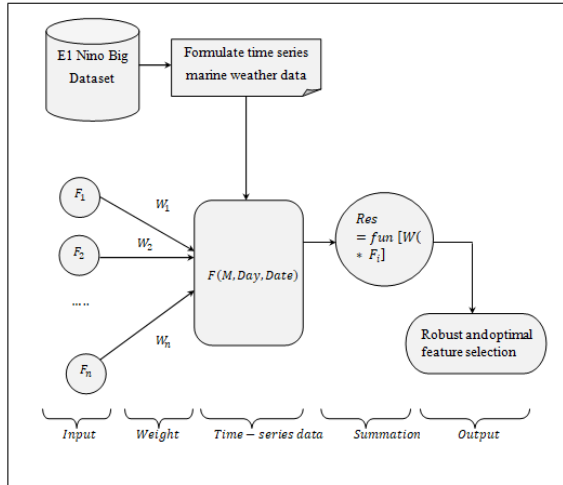 E1 Nino Big
Dataset
Formulate time series
marine weather data
F1
F2
.....
Fn
W1
W2
Wn
F(M, Day, Date)
Res
= fun [W(
* Fi]
Robust and optimal
feature selection
Input
Weight
Time − series data
Summation
Output